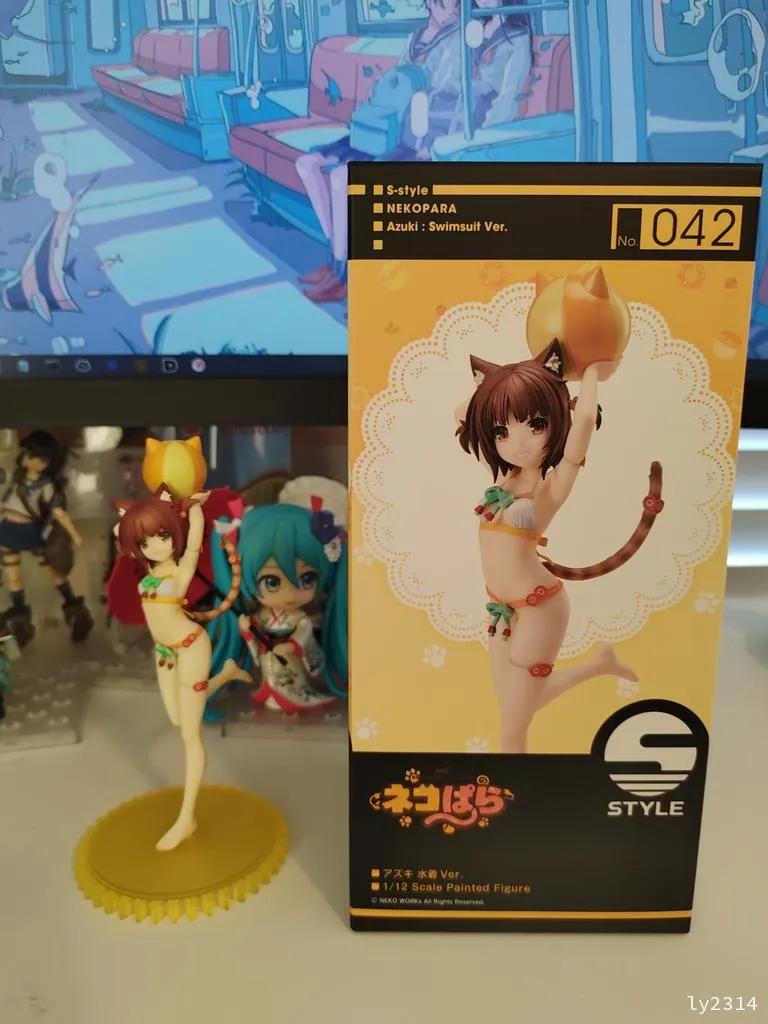 S-style
NEKOPARA
Azuki : Swimsuit Ver.
No. 042
S
STYLE
ネコぱら
アズキ 水着 Ver.
1/12 Scale Painted Figure
© NEKO WORKs All Rights Reserved.
ly2314